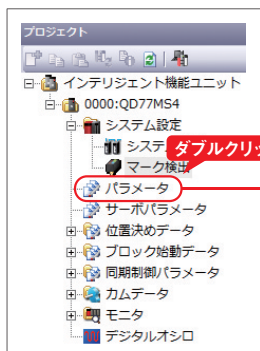 プロジェクト
インテリジェント機能ユニット
0000:QD77MS4
システム設定
システ
ダブルクリッ
マーク検出
パラメータ
サーボパラメータ
位置決めデータ
ブロック始動データ
同期制御パラメータ
カムデータ
モニタ
デジタルオシロ